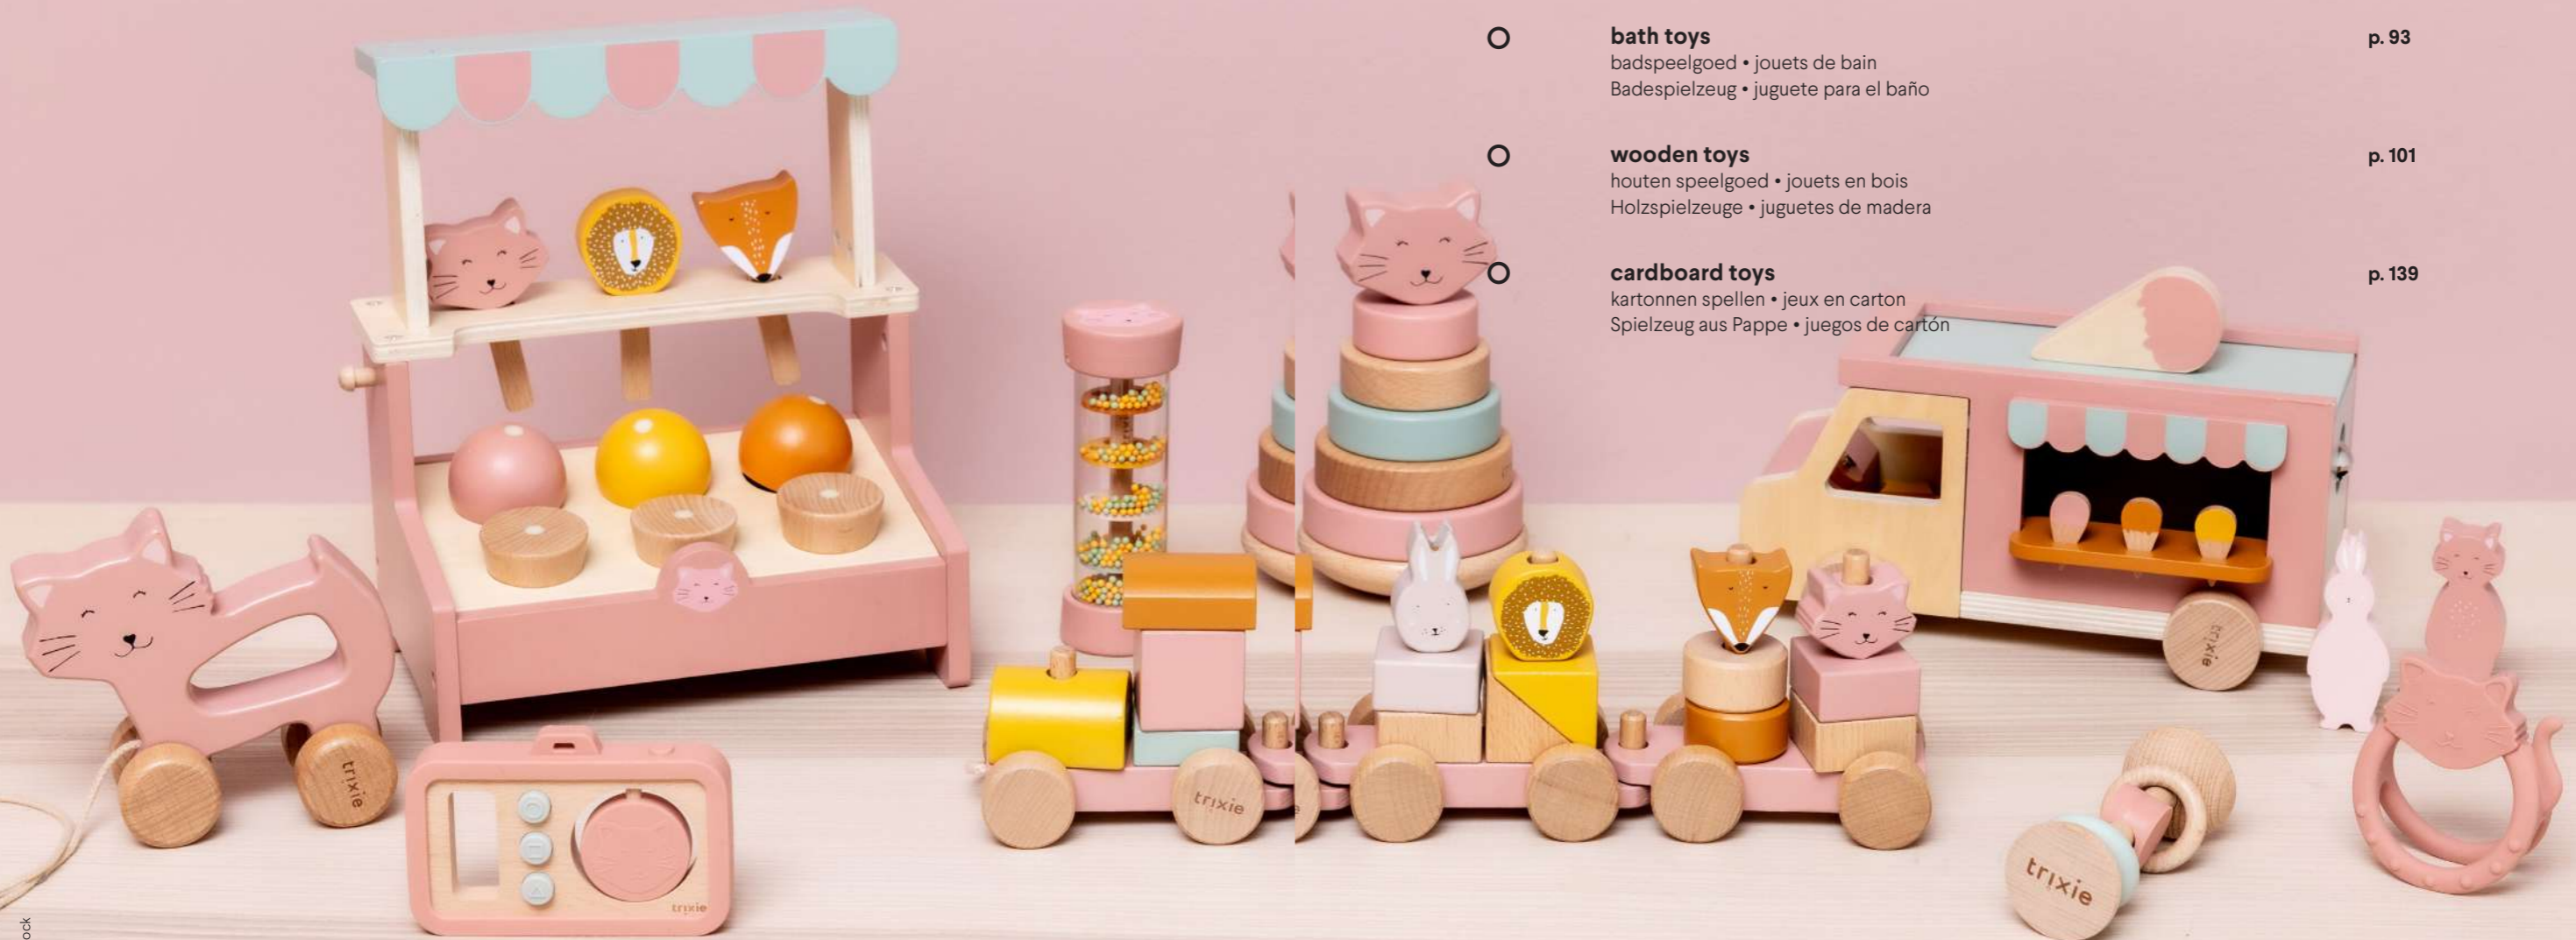 bath toys
badspeelgoed • jouets de bain
Badespielzeug • juguete para el baño
p. 93
wooden toys
houten speelgoed • jouets en bois
Holzspielzeuge • juguetes de madera
p. 101
cardboard toys
kartonnen spellen • jeux en carton
Spielzeug aus Pappe • juegos de cartón
p. 139
trixie
trixie
trixie
trixie
trixie
ock